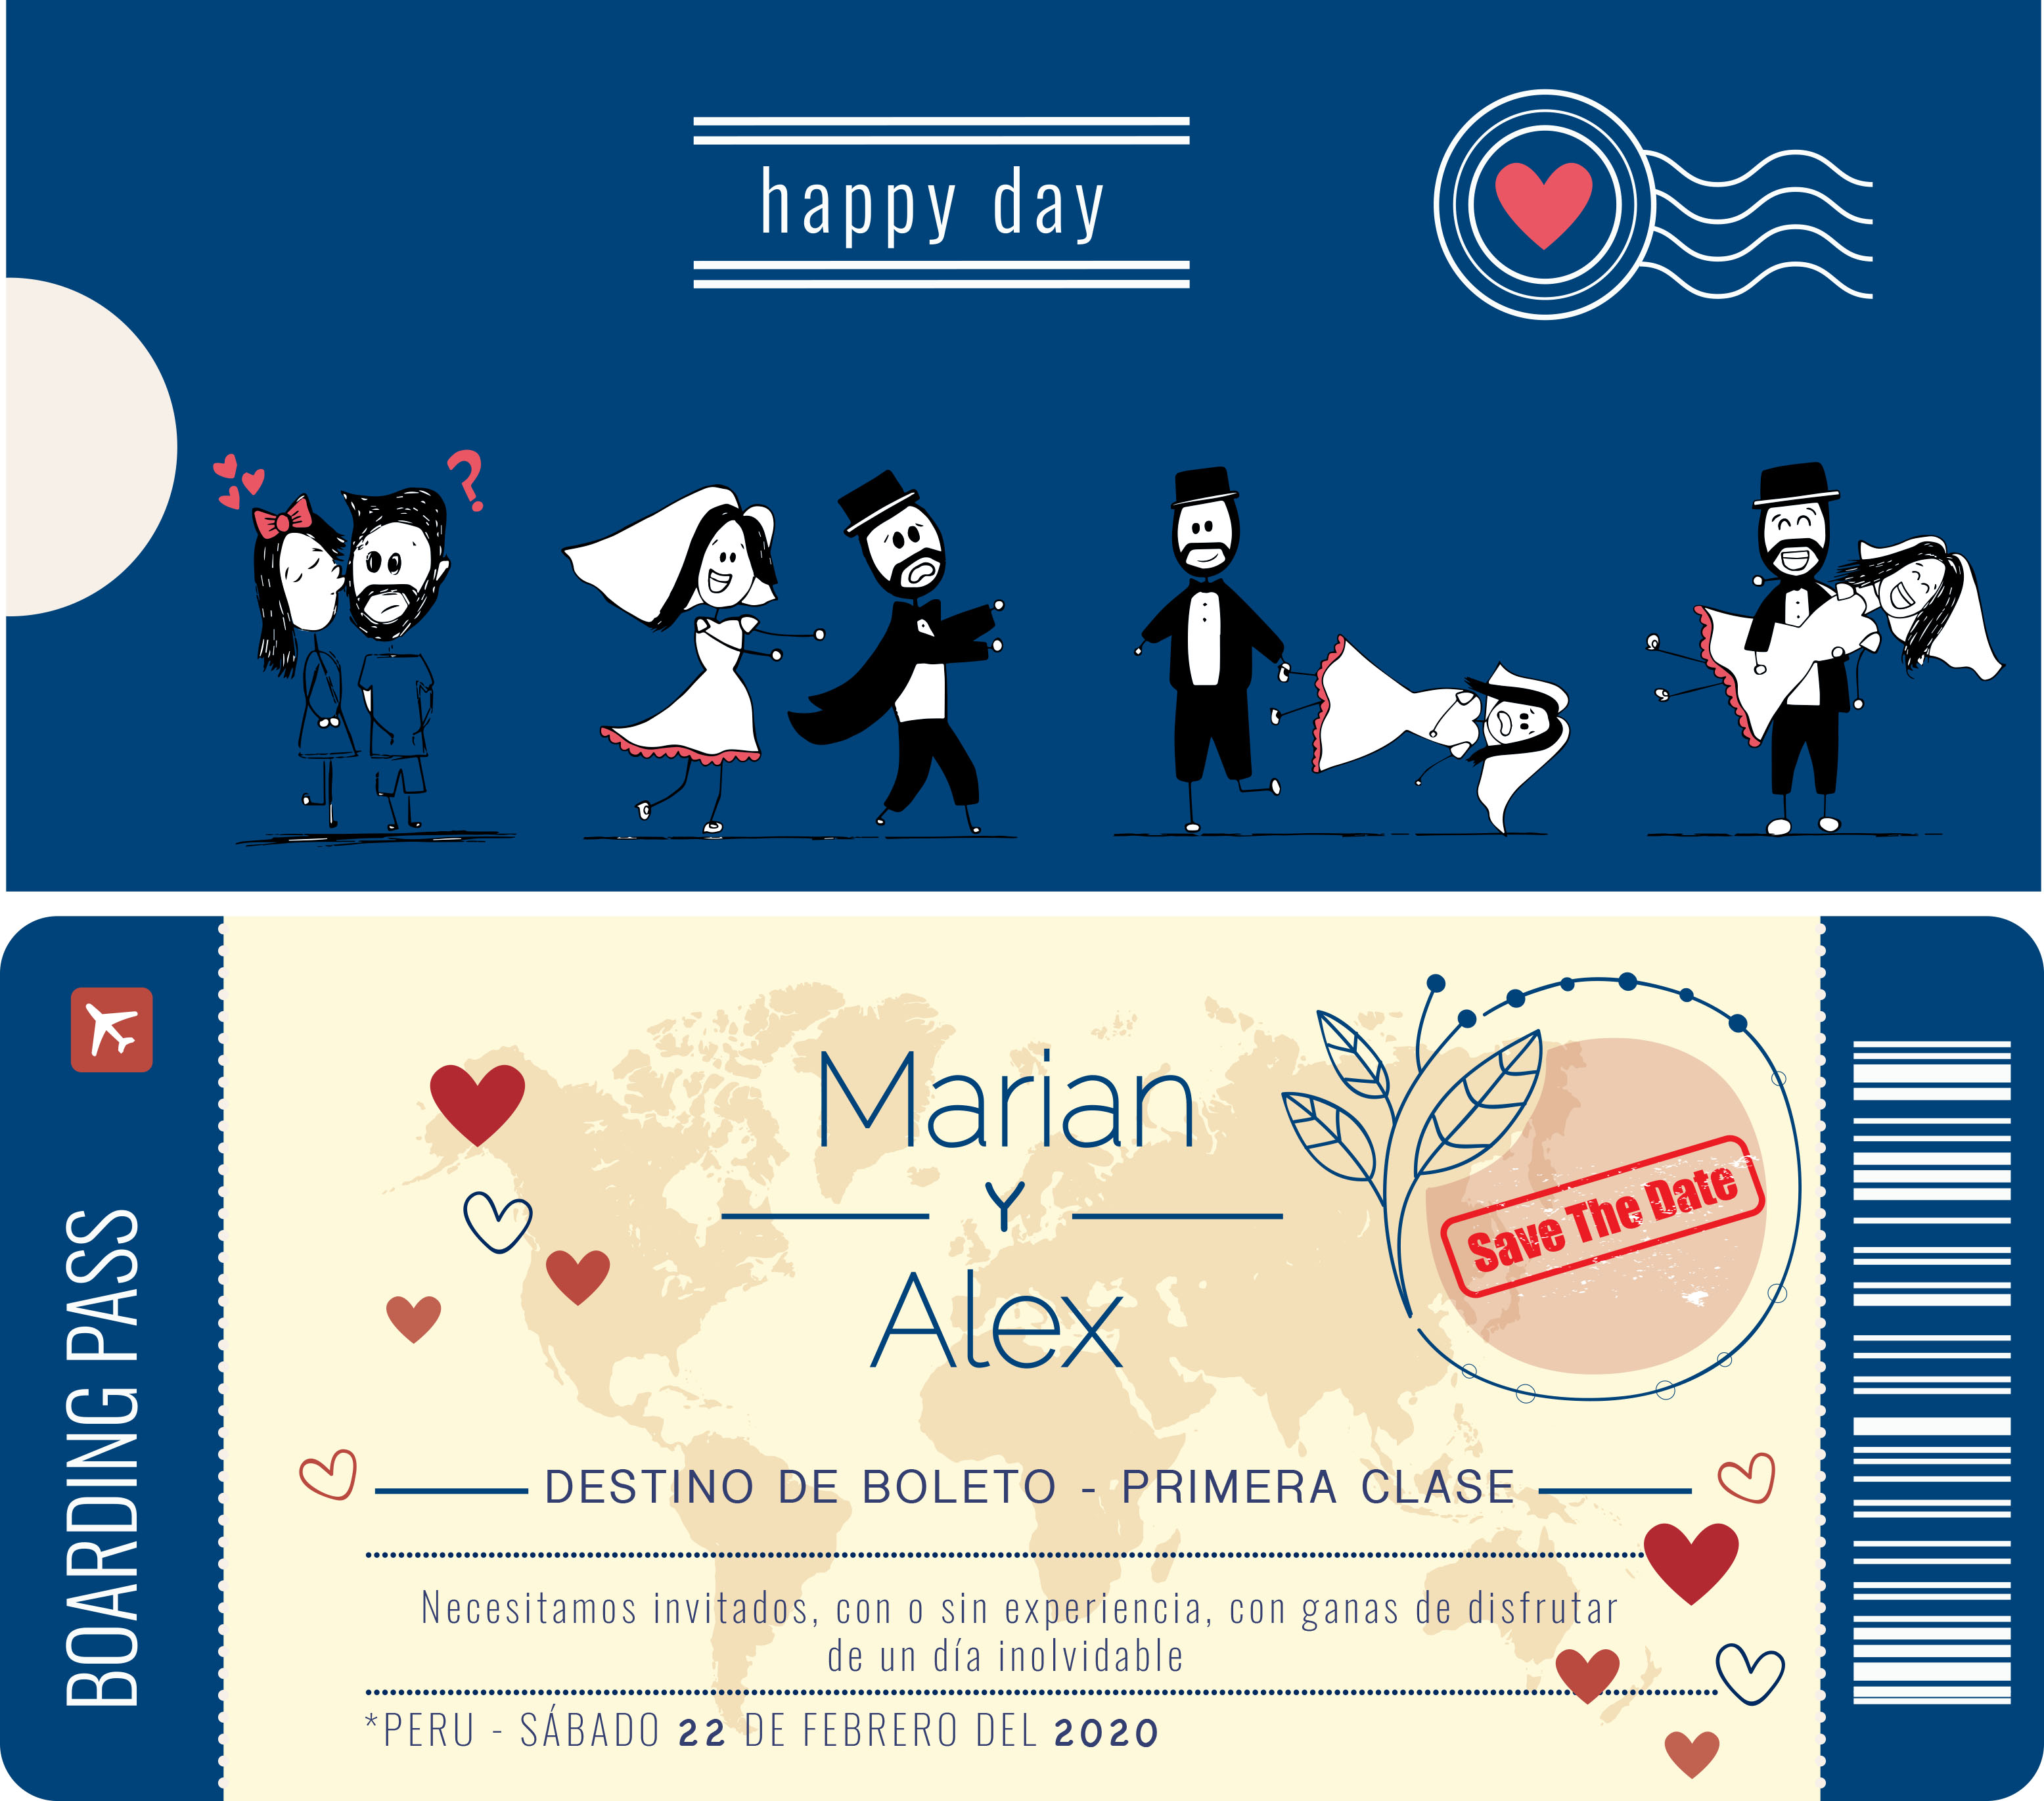 happy day
?
BOARDING PASS
Marian
Y
Alex
Save The Date
DESTINO DE BOLETO - PRIMERA CLASE
Necesitamos invitados, con o sin experiencia, con ganas de disfrutar
de un día inolvidable
*PERU - SÁBADO 22 DE FEBRERO DEL 2020